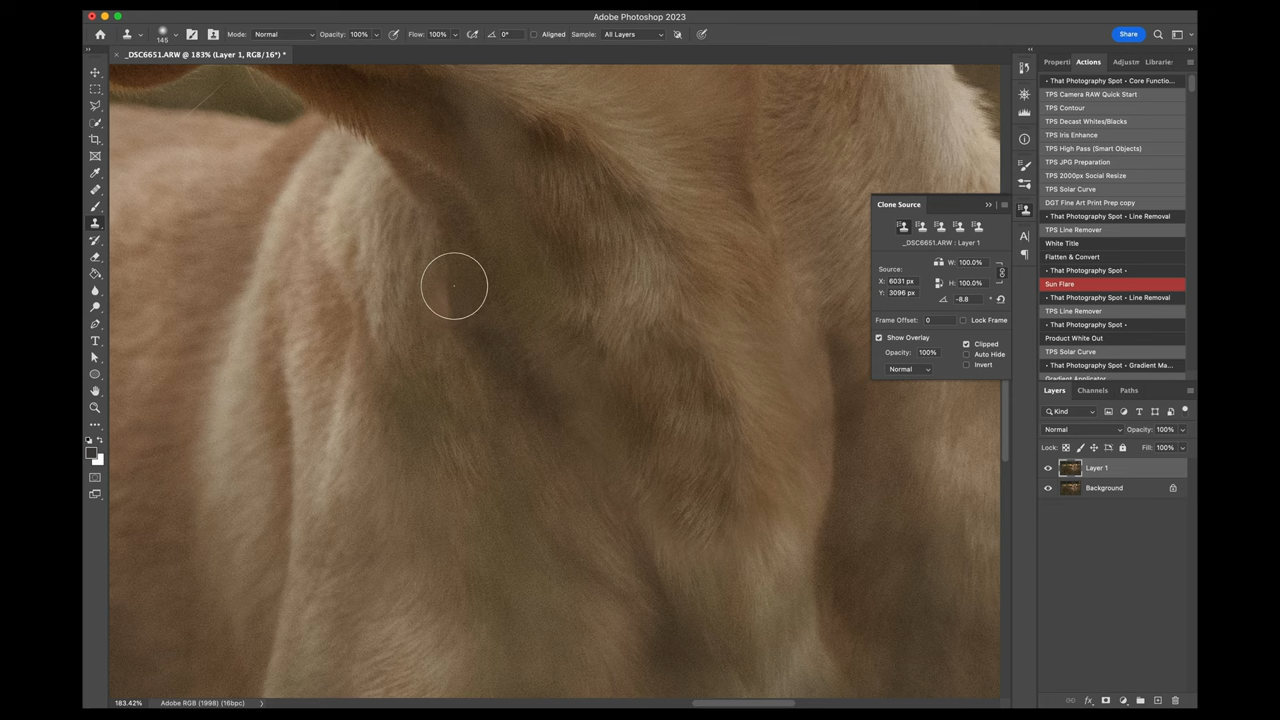 Adobe Photoshop 2023
145
Mode: Normal
Opacity: 100%
Flow: 100%
0°
Aligned
Sample: All Layers
Share
× _DSC6651.ARW @ 183% (Layer 1, RGB/16*) *
Properti
Actions
Adjustm
Librarie:
• That Photography Spot • Core Functio...
TPS Camera RAW Quick Start
TPS Contour
TPS Decast Whites/Blacks
TPS Iris Enhance
TPS High Pass (Smart Objects)
TPS JPG Preparation
TPS 2000px Social Resize
TPS Solar Curve
DGT Fine Art Print Prep copy
• That Photography Spot • Line Removal
TPS Line Remover
White Title
Flatten & Convert
• That Photography Spot •
Sun Flare
• That Photography Spot • Line Removal
TPS Line Remover
• That Photography Spot •
Product White Out
TPS Solar Curve
• That Photography Spot • Gradient Ma...
Gradient Applicator
Clone Source
_DSC6651.ARW : Layer 1
Source:
X: 6031 px
Y: 3096 px
W: 100.0%
H: 100.0%
-8.8 °
Frame Offset: 0
Lock Frame
Show Overlay
Opacity: 100%
Normal
Clipped
Auto Hide
Invert
Layers
Channels
Paths
Kind
Normal
Opacity: 100%
Lock:
Fill: 100%
Layer 1
Background
183.42%
Adobe RGB (1998) (16bpc)